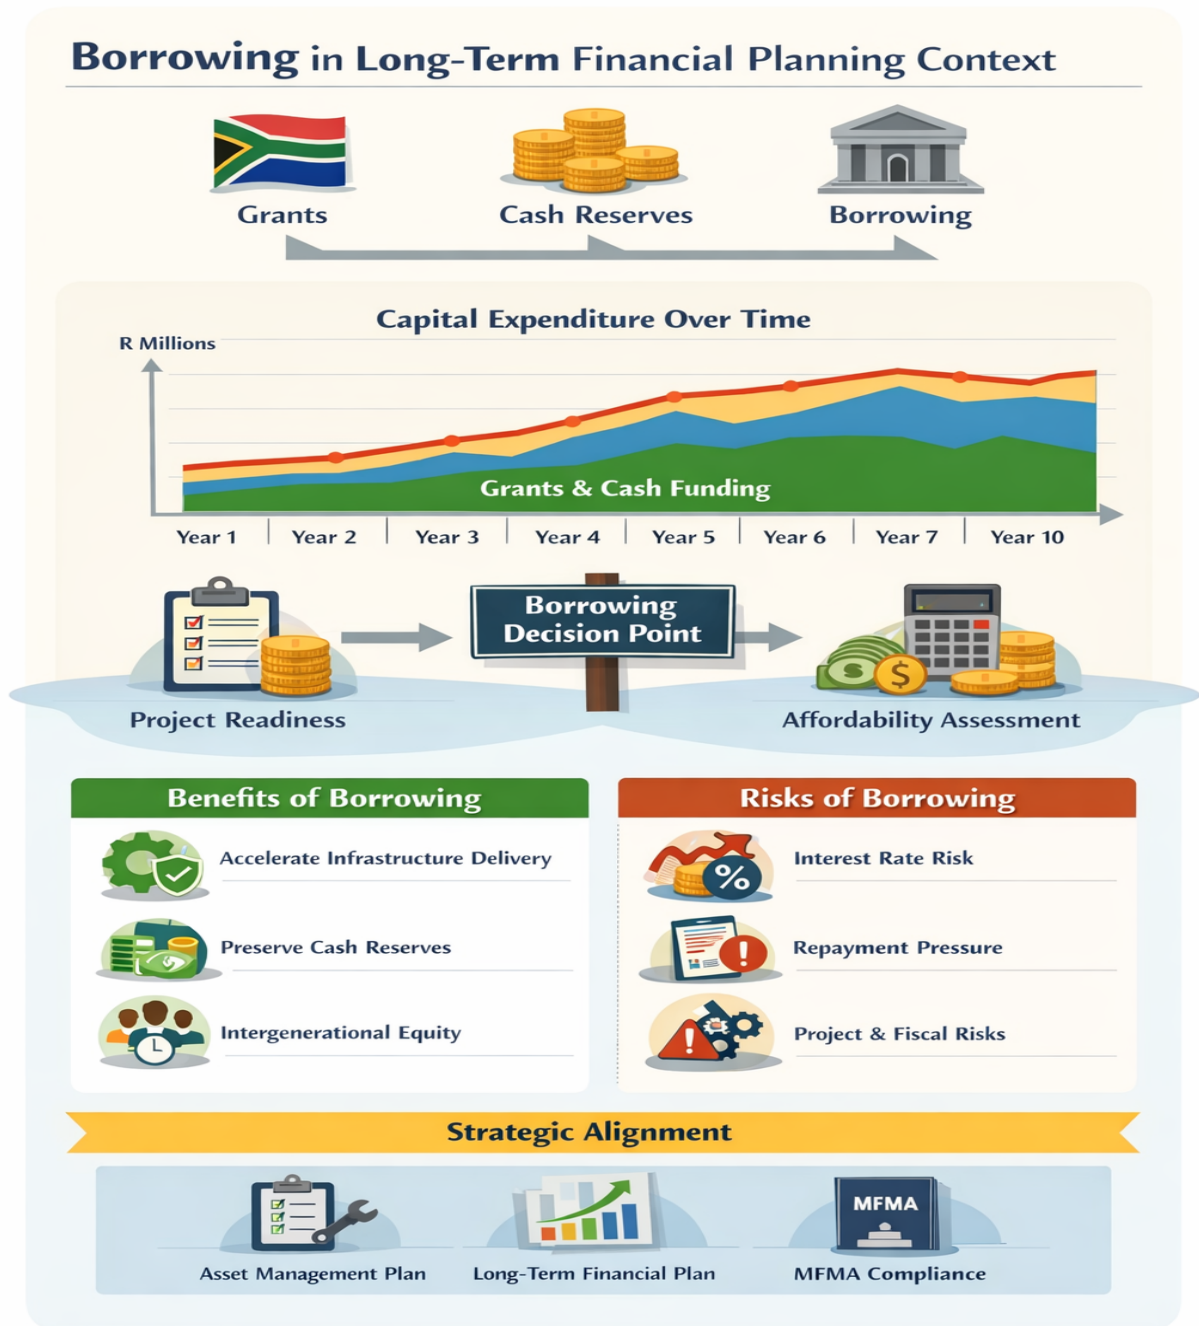 Borrowing in Long-Term Financial Planning Context
Grants
Cash Reserves
Borrowing
Capital Expenditure Over Time
R Millions
Grants & Cash Funding
Year 1
Year 2
Year 3
Year 4
Year 5
Year 6
Year 7
Year 10
Borrowing
Decision Point
$
$
Project Readiness
Affordability Assessment
Benefits of Borrowing
Accelerate Infrastructure Delivery
Preserve Cash Reserves
Intergenerational Equity
Risks of Borrowing
%
Interest Rate Risk
!
Repayment Pressure
!
Project & Fiscal Risks
Strategic Alignment
MFMA
Asset Management Plan
Long-Term Financial Plan
MFMA Compliance